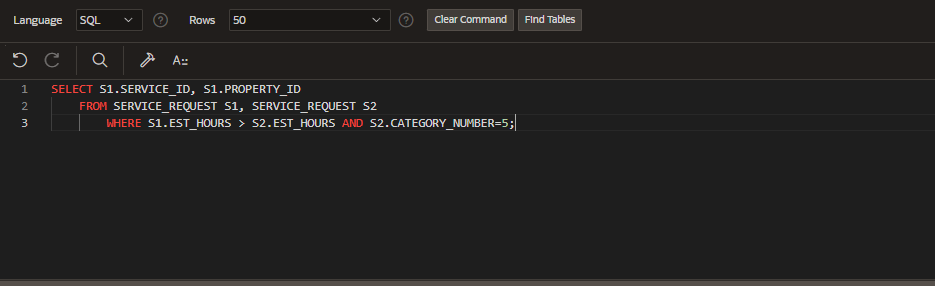 Language SQL Rows 50 Clear Command Find Tables
A::
1 SELECT S1.SERVICE_ID, S1.PROPERTY_ID
2 FROM SERVICE_REQUEST S1, SERVICE_REQUEST S2
3 WHERE S1.EST_HOURS > S2.EST_HOURS AND S2.CATEGORY_NUMBER=5;